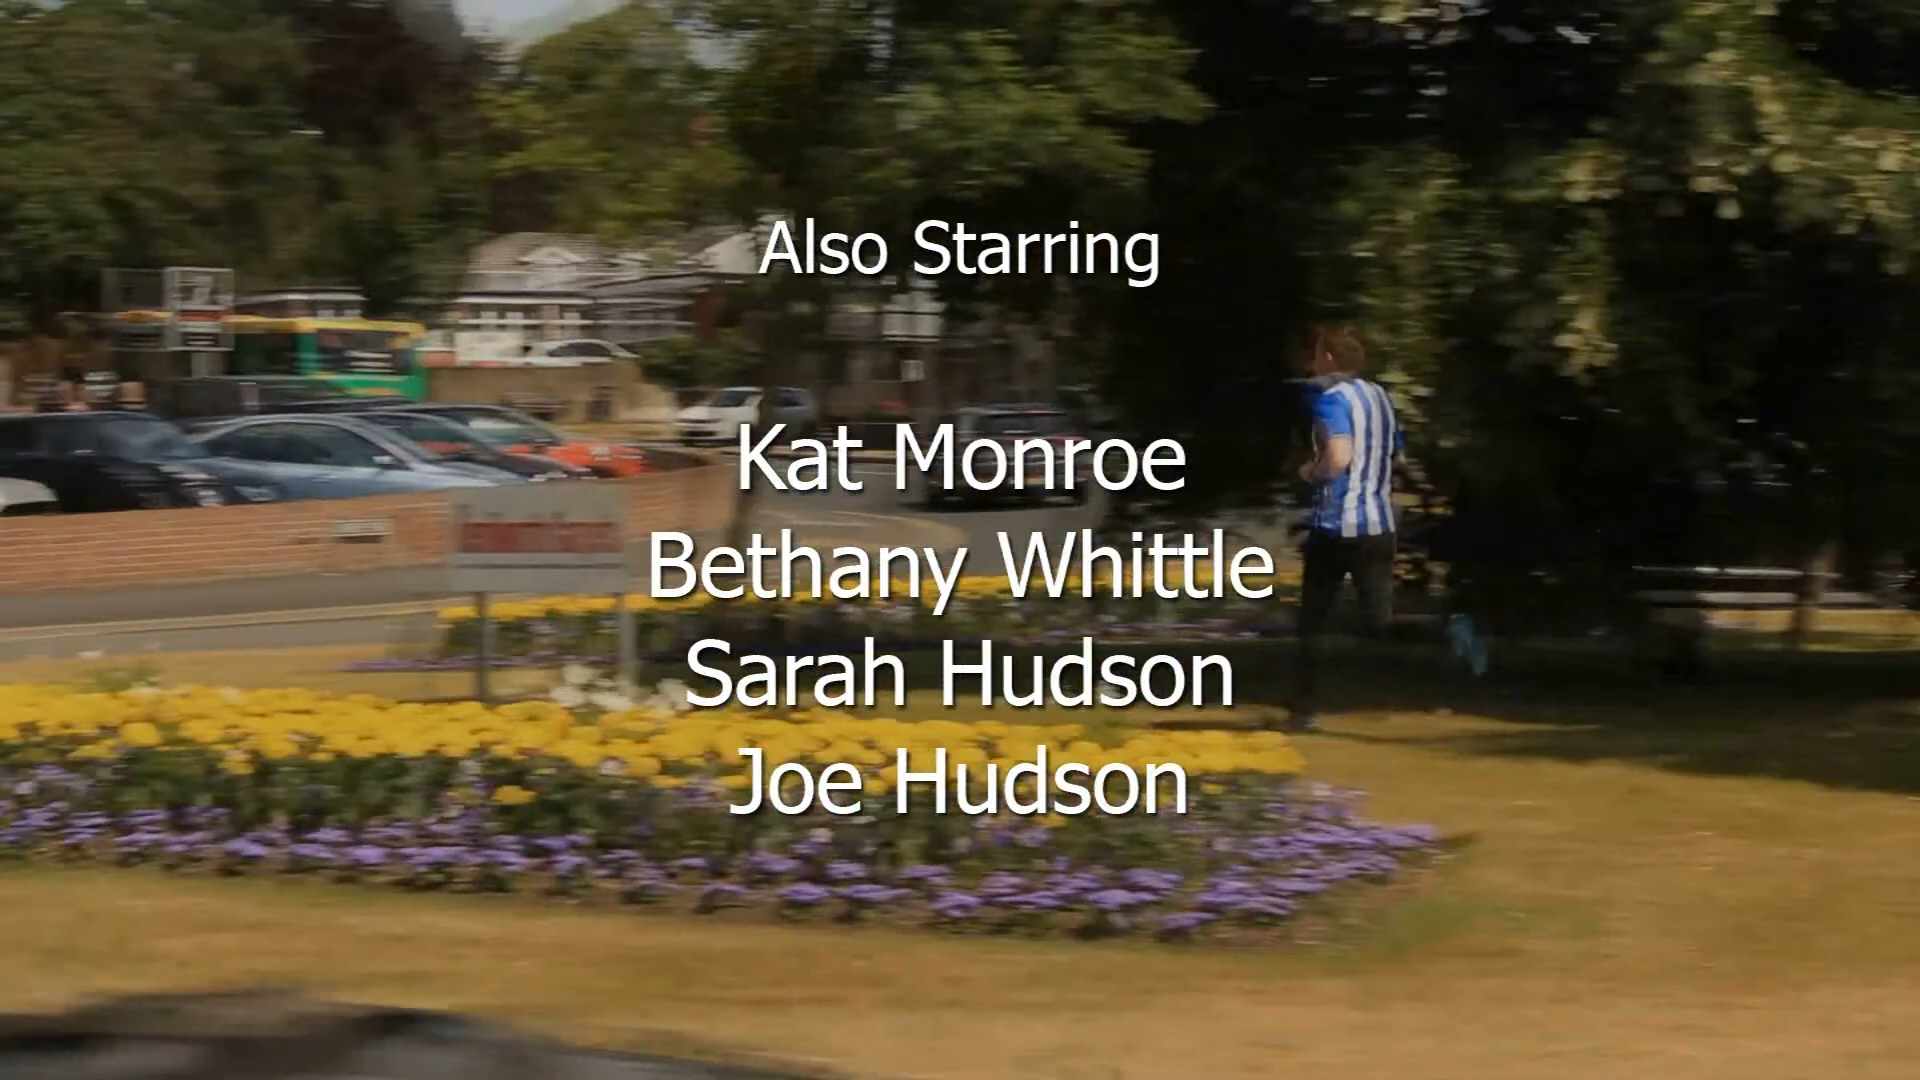 Also Starring
Kat Monroe
Bethany Whittle
Sarah Hudson
Joe Hudson